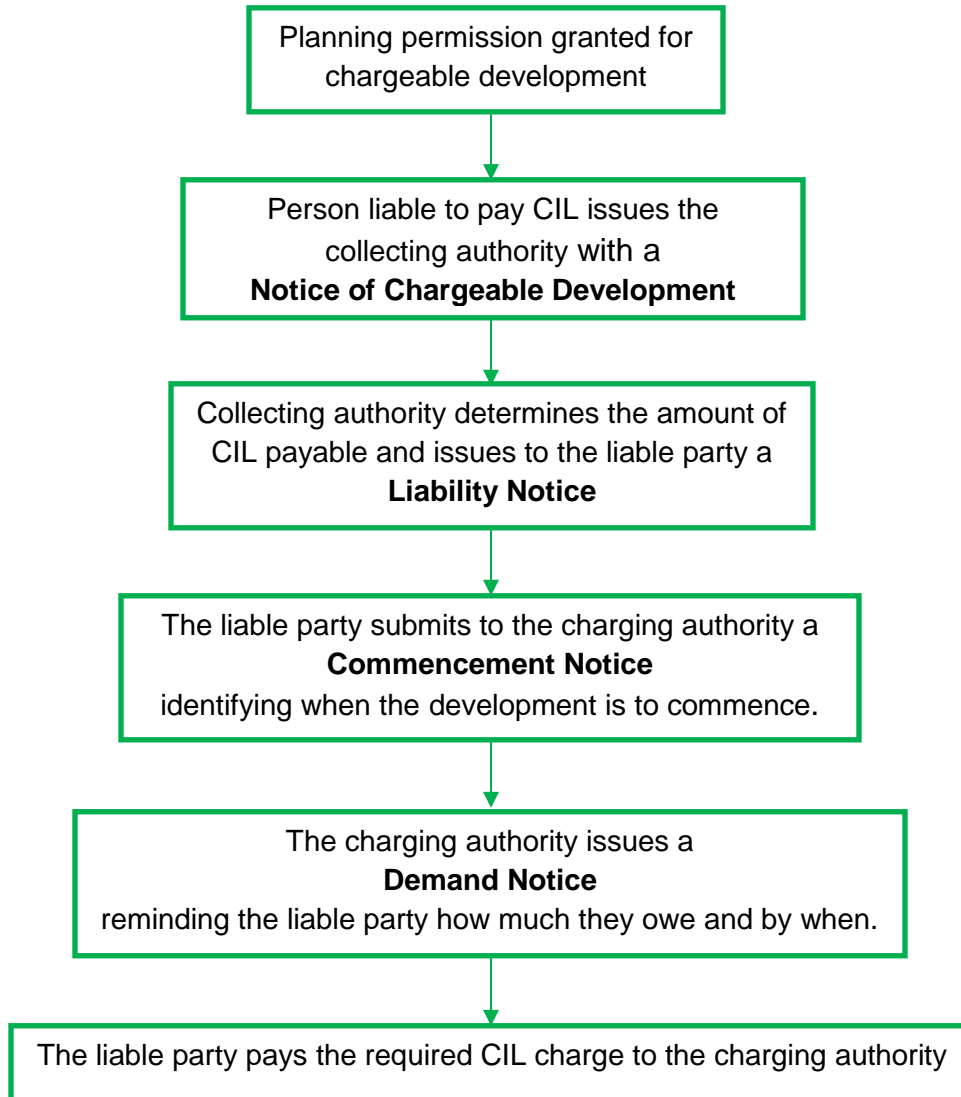 Planning permission granted for
chargeable development
Person liable to pay CIL issues the
collecting authority with a
Notice of Chargeable Development
Collecting authority determines the amount of
CIL payable and issues to the liable party a
Liability Notice
The liable party submits to the charging authority a
Commencement Notice
identifying when the development is to commence.
The charging authority issues a
Demand Notice
reminding the liable party how much they owe and by when.
The liable party pays the required CIL charge to the charging authority